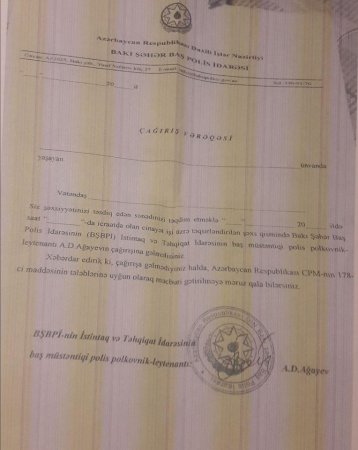 Azərbaycan Respublikası Daxili İşlər Nazirliyi
BAKI ŞƏHƏR BAŞ POLİS İDARƏSİ
20 il
ÇAĞIRIŞ VƏRƏQƏSİ
yaşayan ünvanda
Vətəndaş
Siz şəxsiyyətinizi təsdiq edən sənədinizi təqdim etməklə “ ” 20 ildə
saat “ ”-da icraatda olan cinayət işi üzrə təqsirləndirilən şəxs qismində Bakı Şəhər Baş
Polis İdarəsinin (BŞBPİ) İstintaq və Təhqiqat İdarəsinin baş müstəntiqi polis polkovnik-
leytenantı A.D.Ağayevin çağırışına gəlməlisiniz.
Xəbərdar edirik ki, çağırışa gəlmədiyiniz halda, Azərbaycan Respublikası CPM-nin 178-
ci maddəsinin tələblərinə uyğun olaraq məcburi gətirilməyə məruz qala bilərsiniz.
BŞBPİ-nin İstintaq və Təhqiqat İdarəsinin
baş müstəntiqi polis polkovnik-leytenantı:
A.D.Ağayev